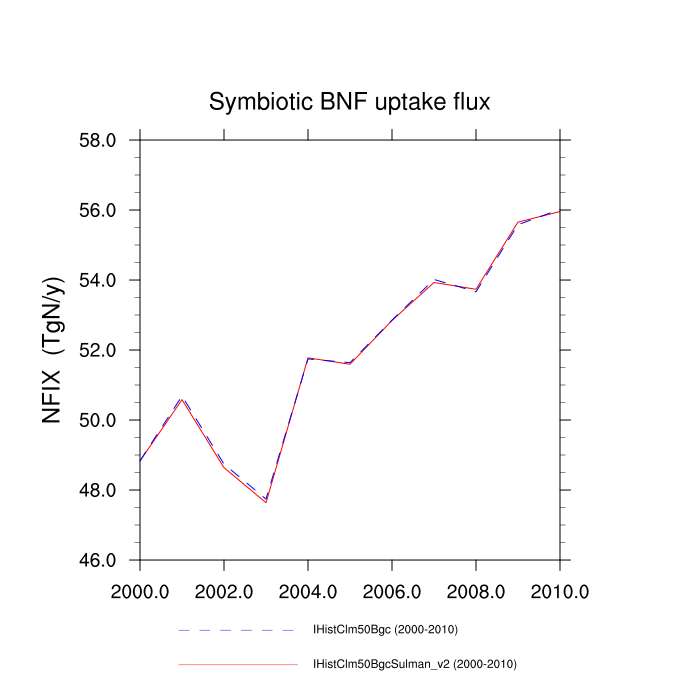 Symbiotic BNF uptake flux
58.0
56.0
54.0
52.0
50.0
48.0
46.0
NFIX (TgN/y)
2000.0 2002.0 2004.0 2006.0 2008.0 2010.0
IHistClm50Bgc (2000-2010)
IHistClm50BgcSulman_v2 (2000-2010)